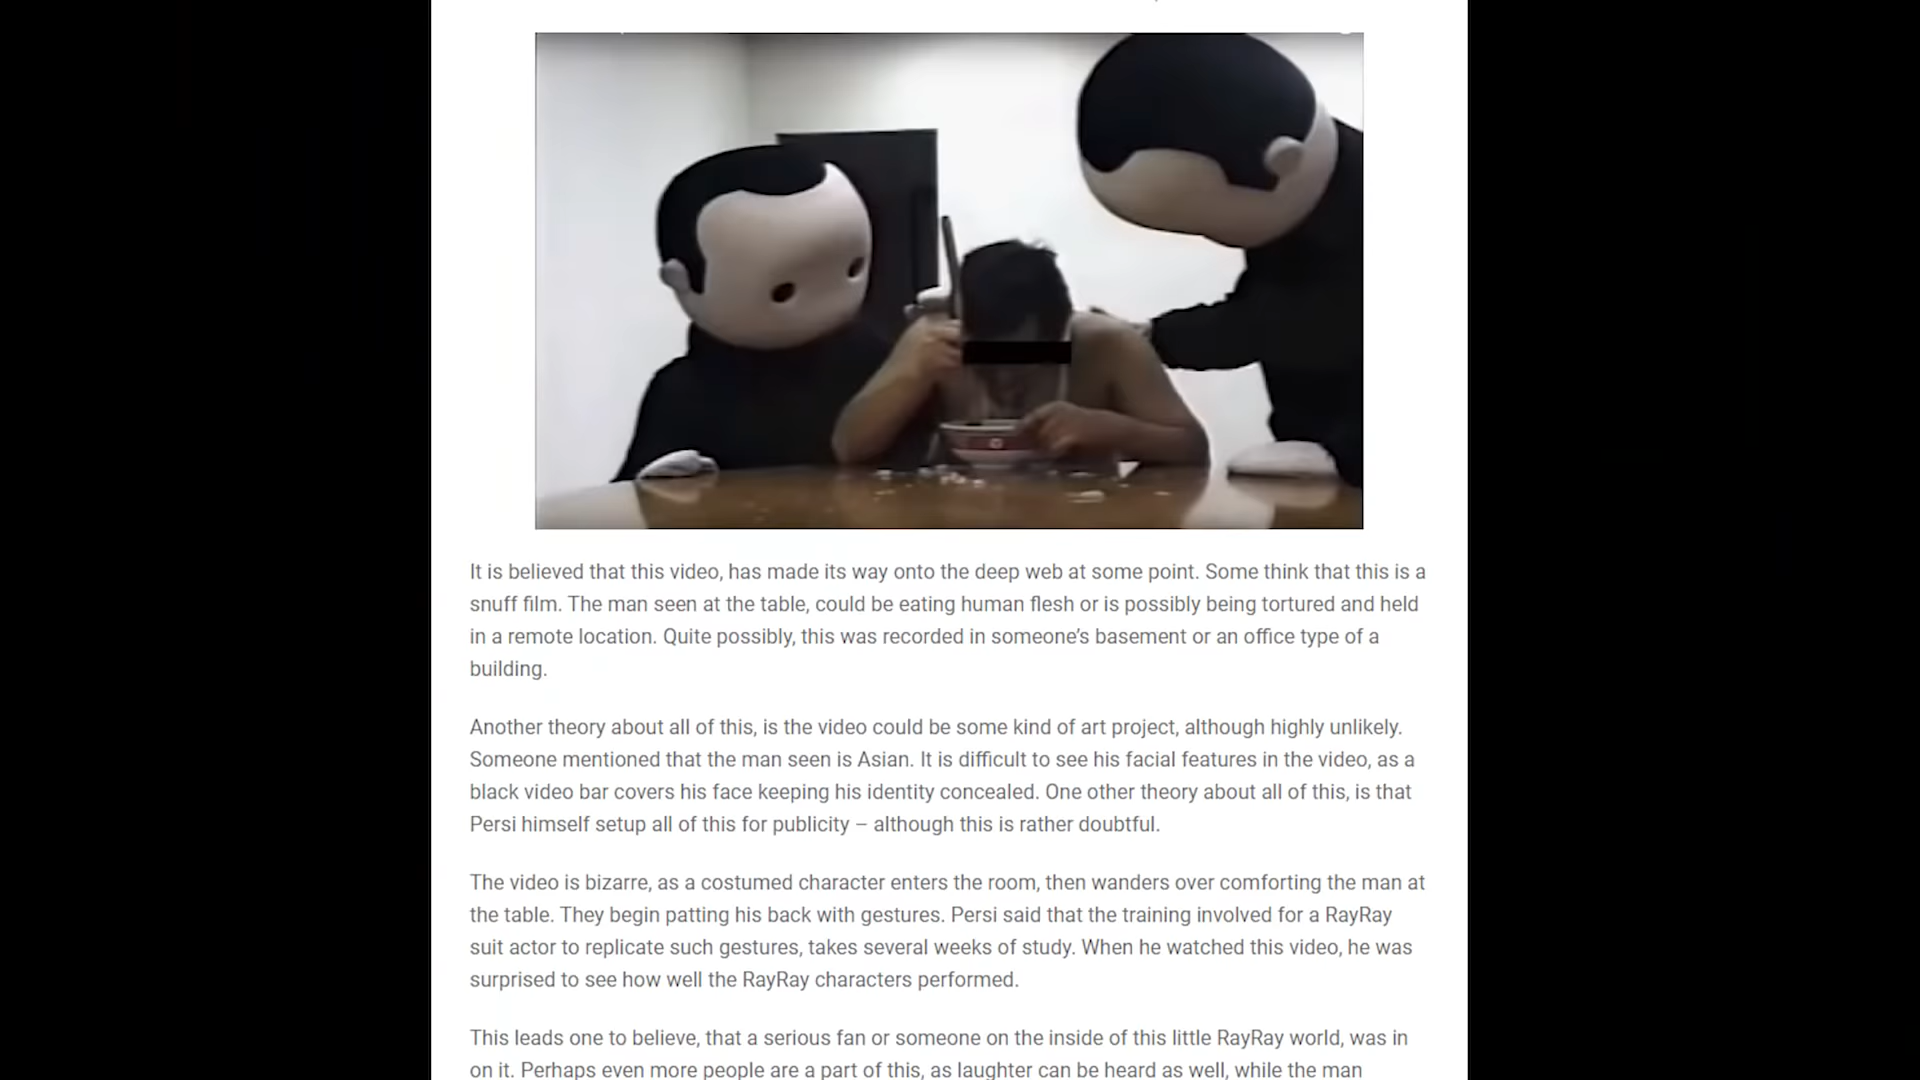 It is believed that this video, has made its way onto the deep web at some point. Some think that this is a
snuff film. The man seen at the table, could be eating human flesh or is possibly being tortured and held
in a remote location. Quite possibly, this was recorded in someone’s basement or an office type of a
building.
Another theory about all of this, is the video could be some kind of art project, although highly unlikely.
Someone mentioned that the man seen is Asian. It is difficult to see his facial features in the video, as a
black video bar covers his face keeping his identity concealed. One other theory about all of this, is that
Persi himself setup all of this for publicity – although this is rather doubtful.
The video is bizarre, as a costumed character enters the room, then wanders over comforting the man at
the table. They begin patting his back with gestures. Persi said that the training involved for a RayRay
suit actor to replicate such gestures, takes several weeks of study. When he watched this video, he was
surprised to see how well the RayRay characters performed.
This leads one to believe, that a serious fan or someone on the inside of this little RayRay world, was in
on it. Perhaps even more people are a part of this, as laughter can be heard as well, while the man